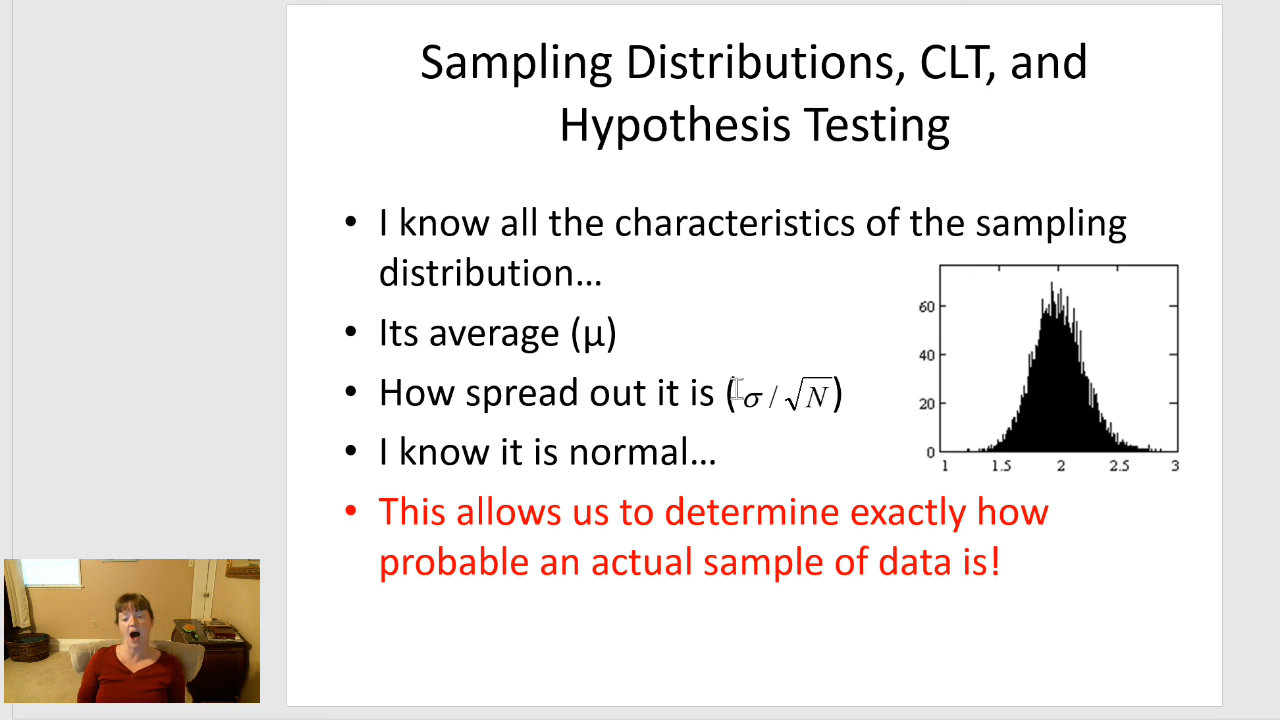 Sampling Distributions, CLT, and
Hypothesis Testing
• I know all the characteristics of the sampling
distribution…
• Its average (μ)
• How spread out it is (σ / √N)
• I know it is normal…
• This allows us to determine exactly how
probable an actual sample of data is!
60
40
20
0
1 1.5 2 2.5 3